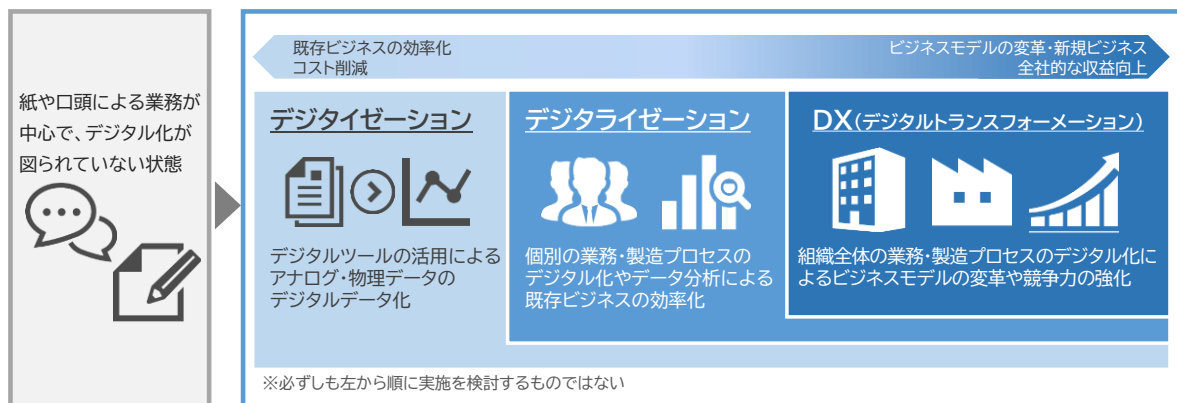 紙や口頭による業務が
中心で、デジタル化が
図られていない状態
既存ビジネスの効率化
コスト削減
ビジネスモデルの変革・新規ビジネス
全社的な収益向上
デジタイゼーション
デジタルツールの活用による
アナログ・物理データの
デジタルデータ化
デジタライゼーション
個別の業務・製造プロセスの
デジタル化やデータ分析による
既存ビジネスの効率化
DX(デジタルトランスフォーメーション)
組織全体の業務・製造プロセスのデジタル化に
よるビジネスモデルの変革や競争力の強化
※必ずしも左から順に実施を検討するものではない